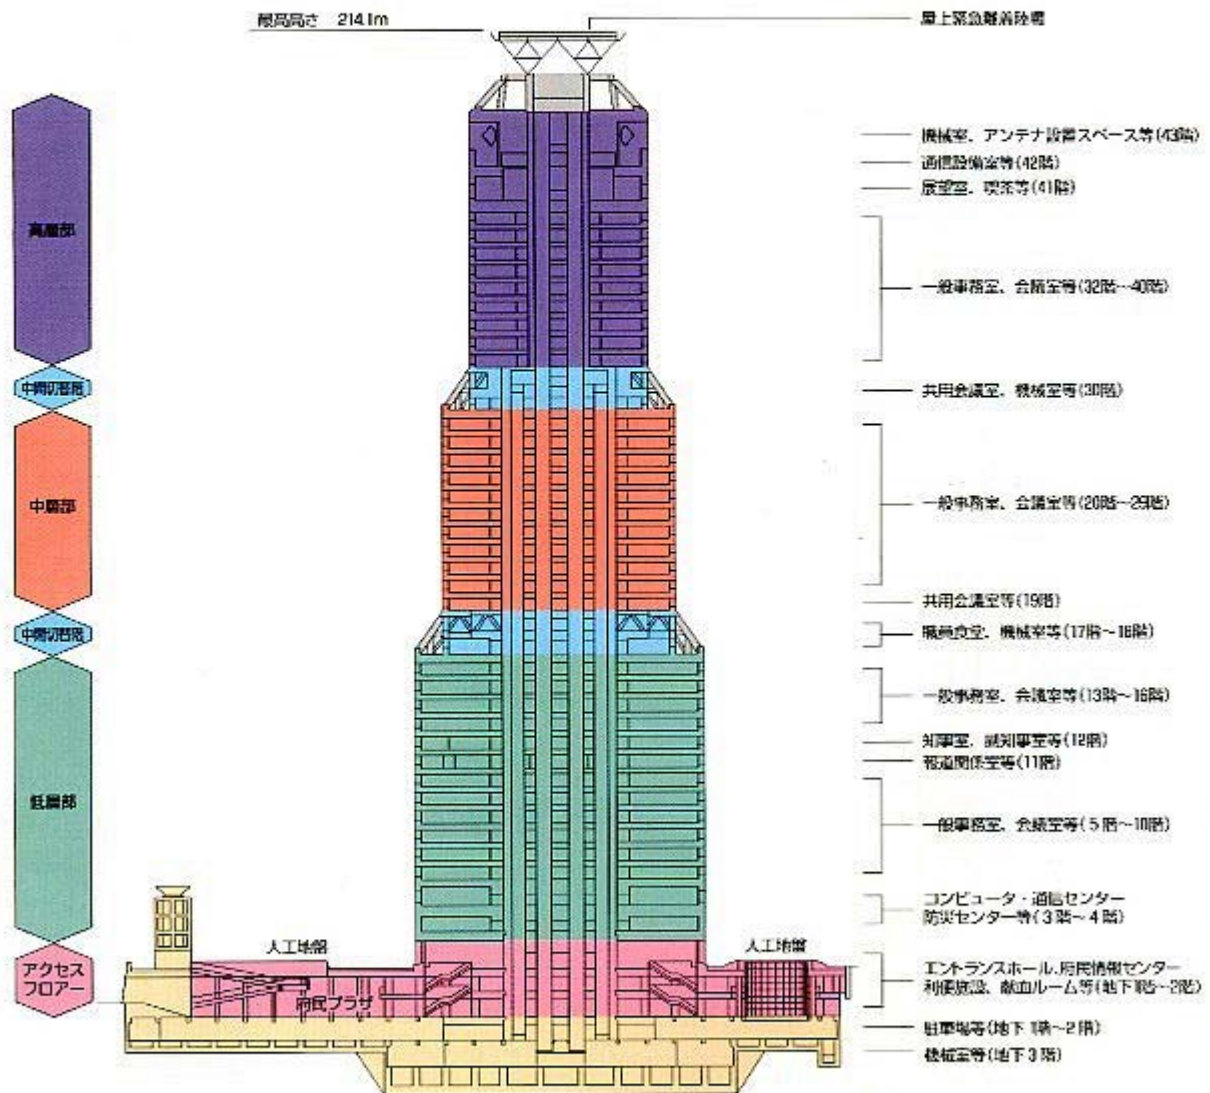 最高高さ 214.1m
屋上緊急離着陸場
機械室、アンテナ設置スペース等(43階)
通信設備室等(42階)
展望室、喫茶等(41階)
高層部
一般事務室、会議室等(32階~40階)
中間切替階
共用会議室、機械室等(30階)
中層部
一般事務室、会議室等(20階~29階)
共用会議室等(19階)
中間切替階
職員食堂、機械室等(17階~18階)
一般事務室、会議室等(13階~16階)
知事室、副知事室等(12階)
報道関係室等(11階)
低層部
一般事務室、会議室等(5階~10階)
コンピュータ・通信センター
防災センター等(3階~4階)
人工地盤
人工地盤
アクセス
フロアー
府民プラザ
エントランスホール、府民情報センター
利便施設、献血ルーム等(地下1階~2階)
駐車場等(地下1階~2階)
機械室等(地下3階)